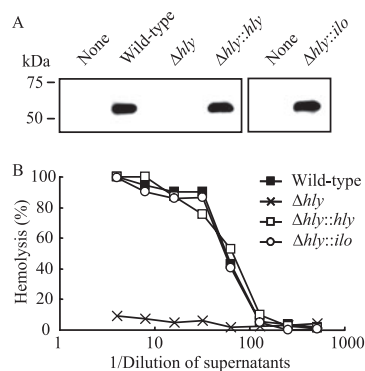 A
None
Wild-type
Δhly
Δhly::hly
None
Δhly::ilo
kDa
75
50
B
100
80
60
40
20
0
Hemolysis (%)
Wild-type
Δhly
Δhly::hly
Δhly::ilo
1
10
100
1000
1/Dilution of supernatants